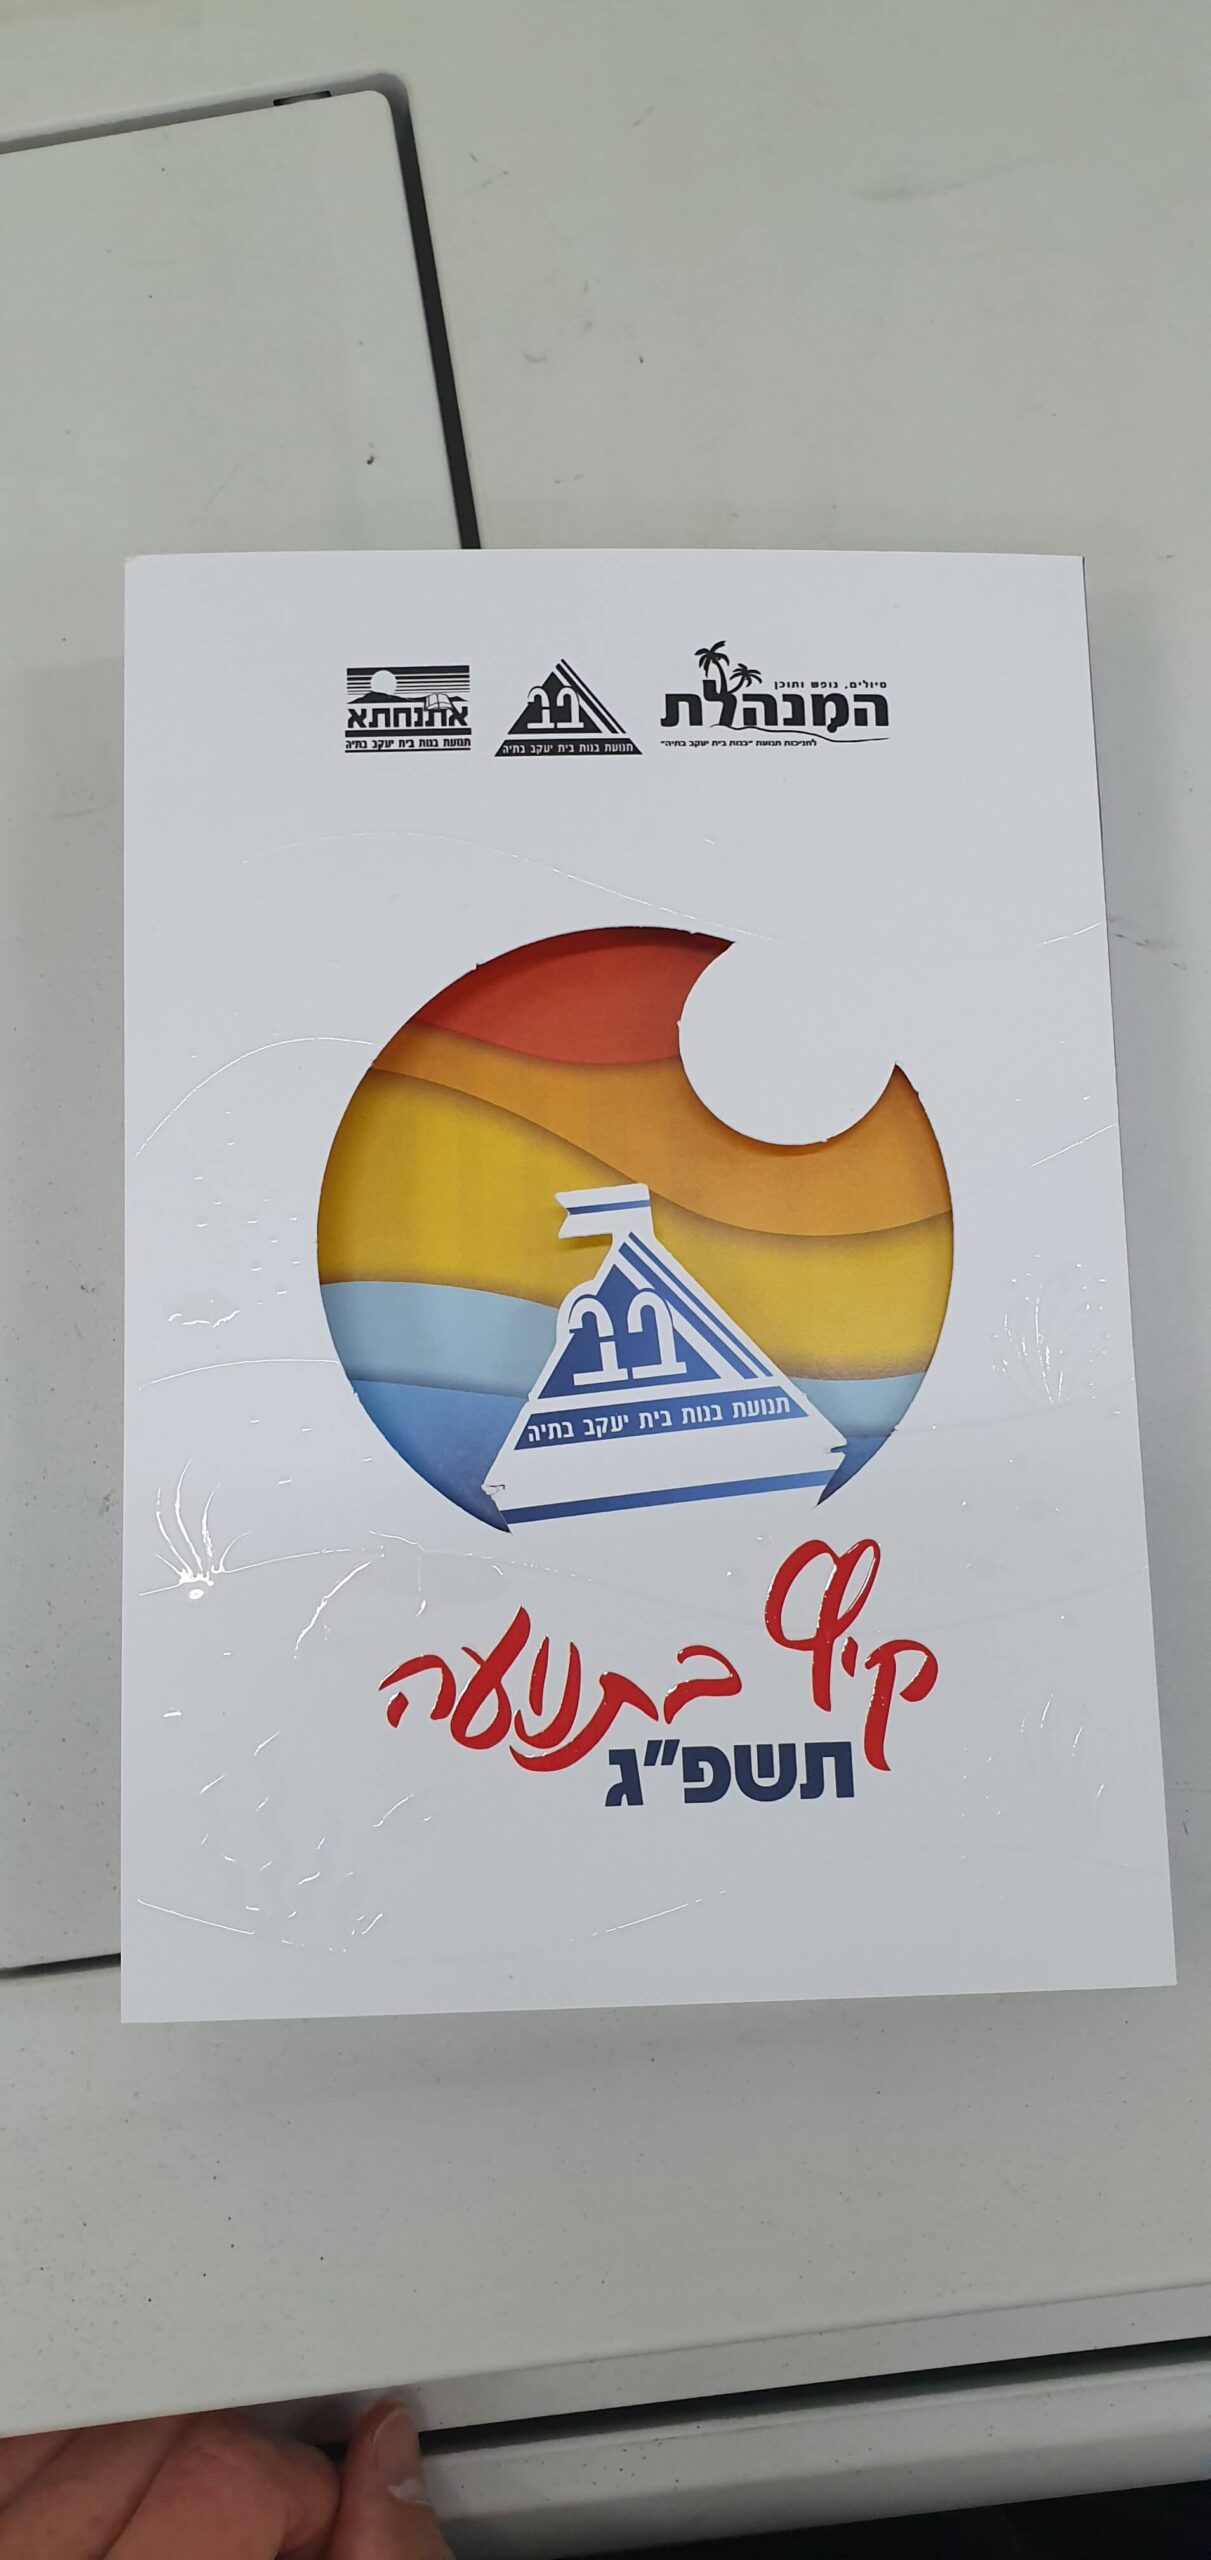 טיולים, נופש ותוכן
המנהלת
לחניכות תנועת "בנות בית יעקב בתיה"
בב
תנועת בנות בית יעקב בתיה
אתנחתא
תנועת בנות בית יעקב בתיה
בב
תנועת בנות בית יעקב בתיה
קיץ בתנועה
תשפ"ג